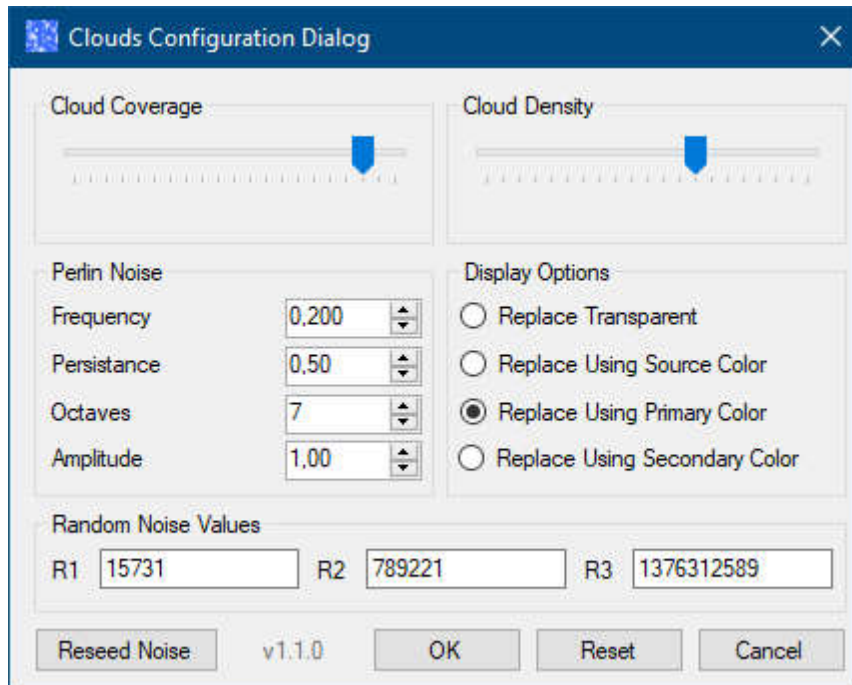 Clouds Configuration Dialog
Cloud Coverage
Cloud Density
Perlin Noise
Frequency 0,200
Persistance 0,50
Octaves 7
Amplitude 1,00
Display Options
Replace Transparent
Replace Using Source Color
Replace Using Primary Color
Replace Using Secondary Color
Random Noise Values
R1 15731 R2 789221 R3 1376312589
Reseed Noise v1.1.0 OK Reset Cancel